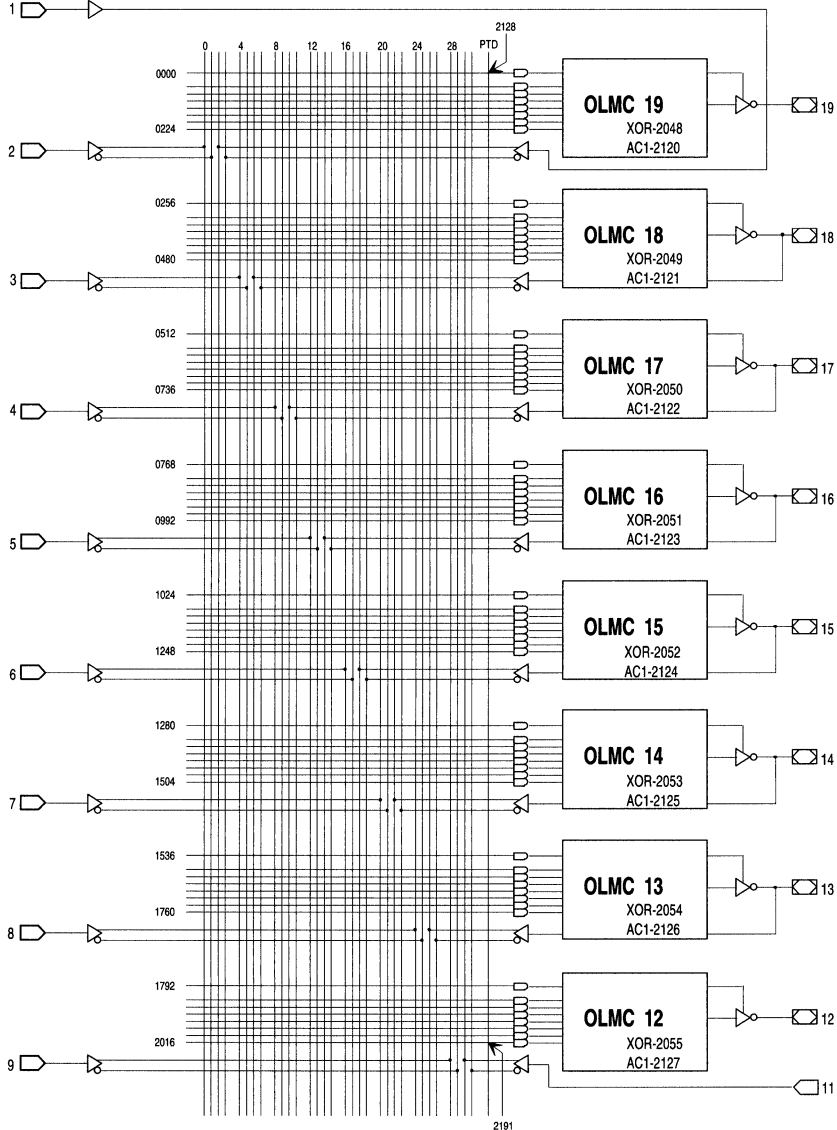 1
2128
0 4 8 12 16 20 24 28 PTD
0000
OLMC 19
XOR-2048
AC1-2120
19
0224
2
0256
OLMC 18
XOR-2049
AC1-2121
18
0480
3
0512
OLMC 17
XOR-2050
AC1-2122
17
0736
4
0768
OLMC 16
XOR-2051
AC1-2123
16
0992
5
1024
OLMC 15
XOR-2052
AC1-2124
15
1248
6
1280
OLMC 14
XOR-2053
AC1-2125
14
1504
7
1536
OLMC 13
XOR-2054
AC1-2126
13
1760
8
1792
OLMC 12
XOR-2055
AC1-2127
12
2016
9
11
2191